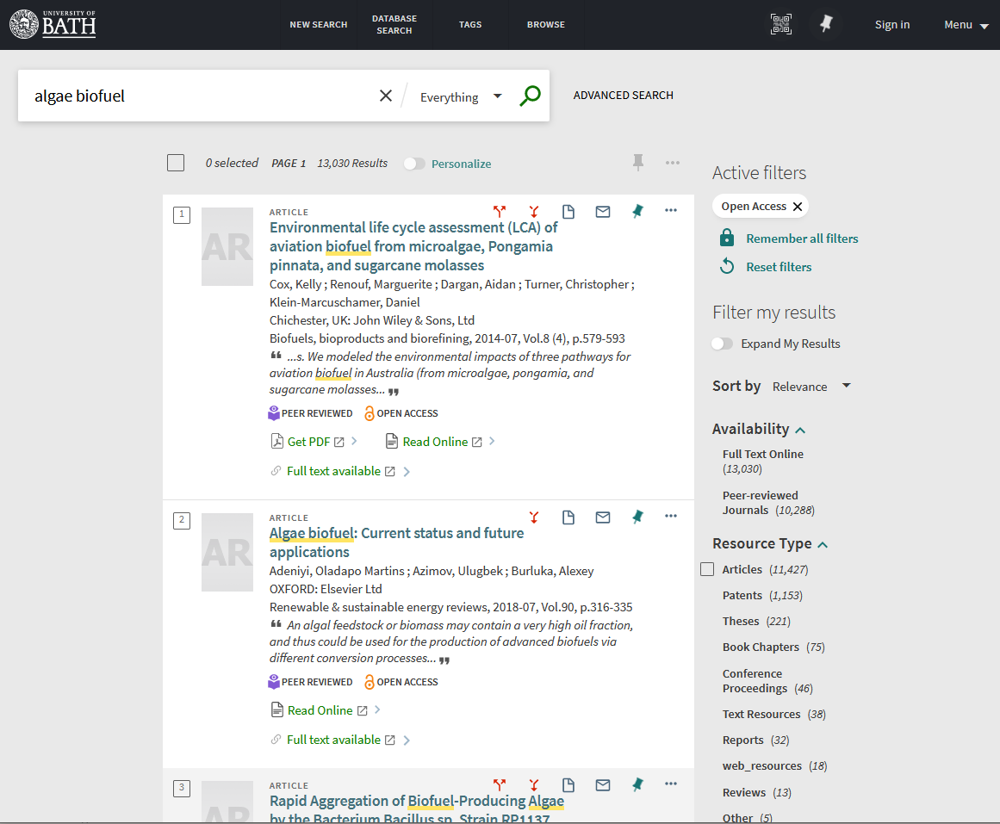 UNIVERSITY OF
BATH
NEW SEARCH
DATABASE
SEARCH
TAGS
BROWSE
Sign in
Menu
algae biofuel
Everything
ADVANCED SEARCH
0 selected PAGE 1 13,030 Results Personalize
1
AR
ARTICLE
Environmental life cycle assessment (LCA) of
aviation biofuel from microalgae, Pongamia
pinnata, and sugarcane molasses
Cox, Kelly ; Renouf, Marguerite ; Dargan, Aidan ; Turner, Christopher ;
Klein-Marcuschamer, Daniel
Chichester, UK: John Wiley & Sons, Ltd
Biofuels, bioproducts and biorefining, 2014-07, Vol.8 (4), p.579-593
“ ...s. We modeled the environmental impacts of three pathways for
aviation biofuel in Australia (from microalgae, pongamia, and
sugarcane molasses... ”
PEER REVIEWED OPEN ACCESS
Get PDF Read Online
Full text available
2
AR
ARTICLE
Algae biofuel: Current status and future
applications
Adeniyi, Oladapo Martins ; Azimov, Ulugbek ; Burluka, Alexey
OXFORD: Elsevier Ltd
Renewable & sustainable energy reviews, 2018-07, Vol.90, p.316-335
“ An algal feedstock or biomass may contain a very high oil fraction,
and thus could be used for the production of advanced biofuels via
different conversion processes... ”
PEER REVIEWED OPEN ACCESS
Read Online
Full text available
3
AR
ARTICLE
Rapid Aggregation of Biofuel-Producing Algae
by the Bacterium Bacillus sp. Strain RP1137
Active filters
Open Access
Remember all filters
Reset filters
Filter my results
Expand My Results
Sort by Relevance
Availability
Full Text Online
(13,030)
Peer-reviewed
Journals (10,288)
Resource Type
Articles (11,427)
Patents (1,153)
Theses (221)
Book Chapters (75)
Conference
Proceedings (46)
Text Resources (38)
Reports (32)
web_resources (18)
Reviews (13)
Other (5)